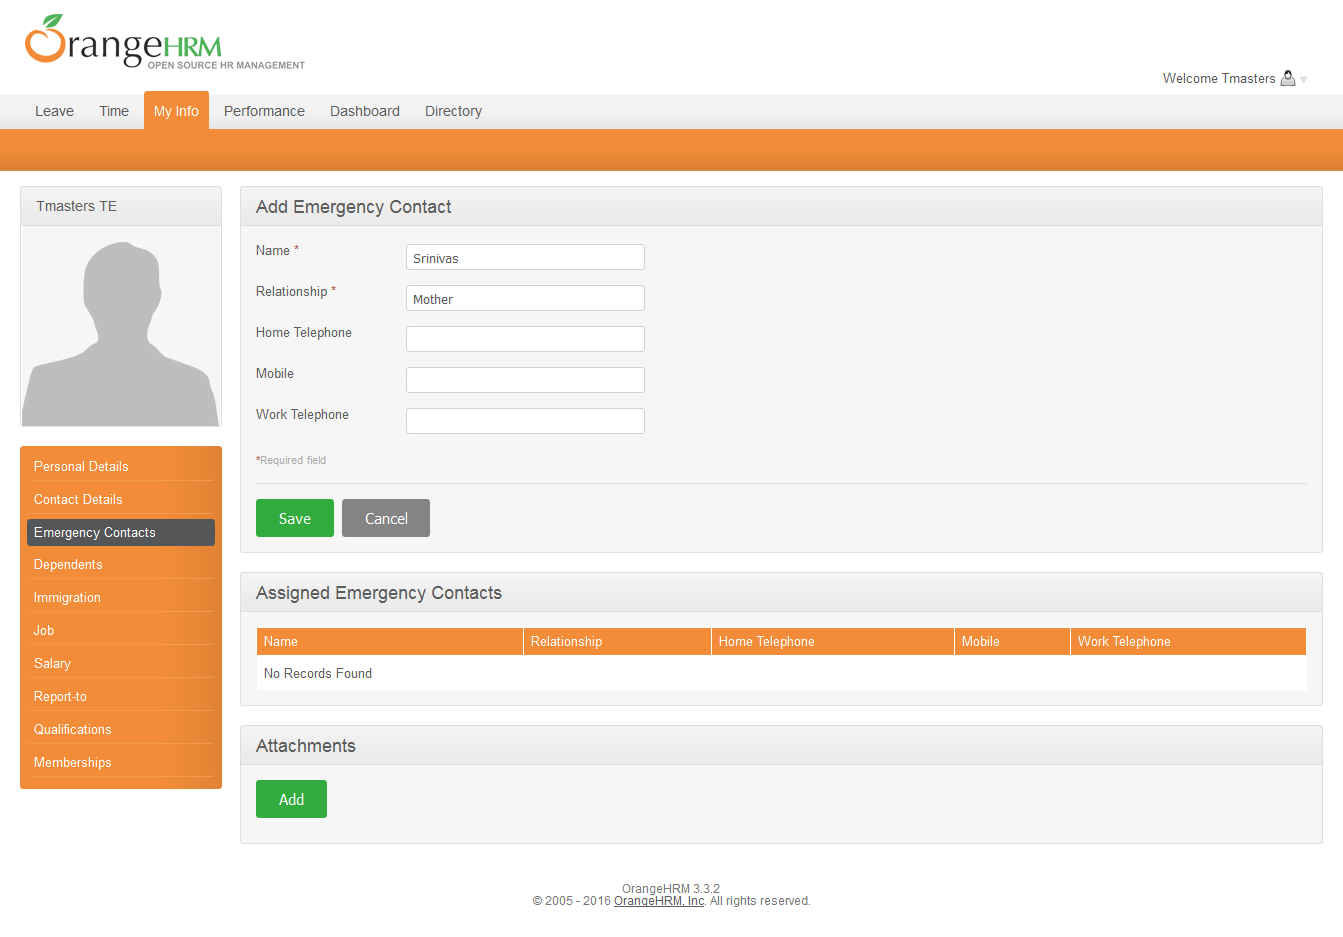 OrangeHRM
OPEN SOURCE HR MANAGEMENT
Welcome Tmasters
Leave Time My Info Performance Dashboard Directory
Tmasters TE
Personal Details
Contact Details
Emergency Contacts
Dependents
Immigration
Job
Salary
Report-to
Qualifications
Memberships
Add Emergency Contact
Name * Srinivas
Relationship * Mother
Home Telephone
Mobile
Work Telephone
*Required field
Save Cancel
Assigned Emergency Contacts
Name Relationship Home Telephone Mobile Work Telephone
No Records Found
Attachments
Add
OrangeHRM 3.3.2
© 2005 - 2016 OrangeHRM, Inc. All rights reserved.